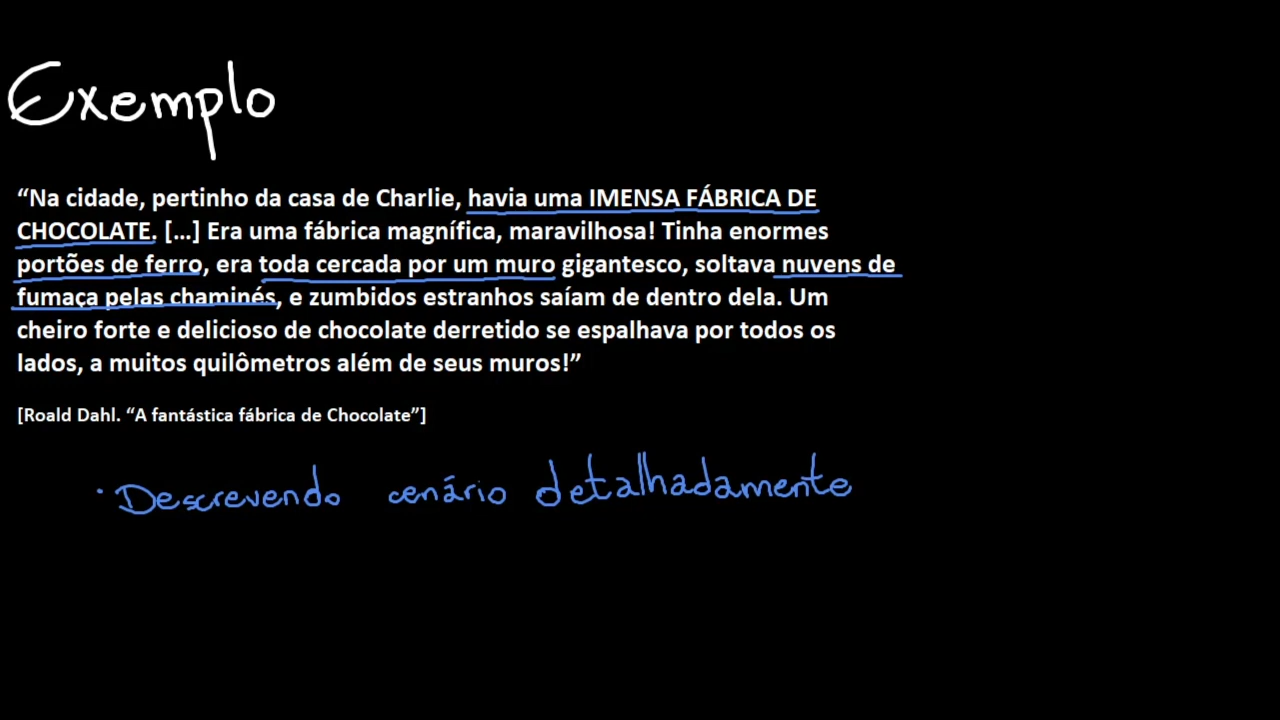 Exemplo
“Na cidade, pertinho da casa de Charlie, havia uma IMENSA FÁBRICA DE
CHOCOLATE. [...] Era uma fábrica magnífica, maravilhosa! Tinha enormes
portões de ferro, era toda cercada por um muro gigantesco, soltava nuvens de
fumaça pelas chaminés, e zumbidos estranhos saíam de dentro dela. Um
cheiro forte e delicioso de chocolate derretido se espalhava por todos os
lados, a muitos quilômetros além de seus muros!”
[Roald Dahl. “A fantástica fábrica de Chocolate”]
· Descrevendo cenário detalhadamente